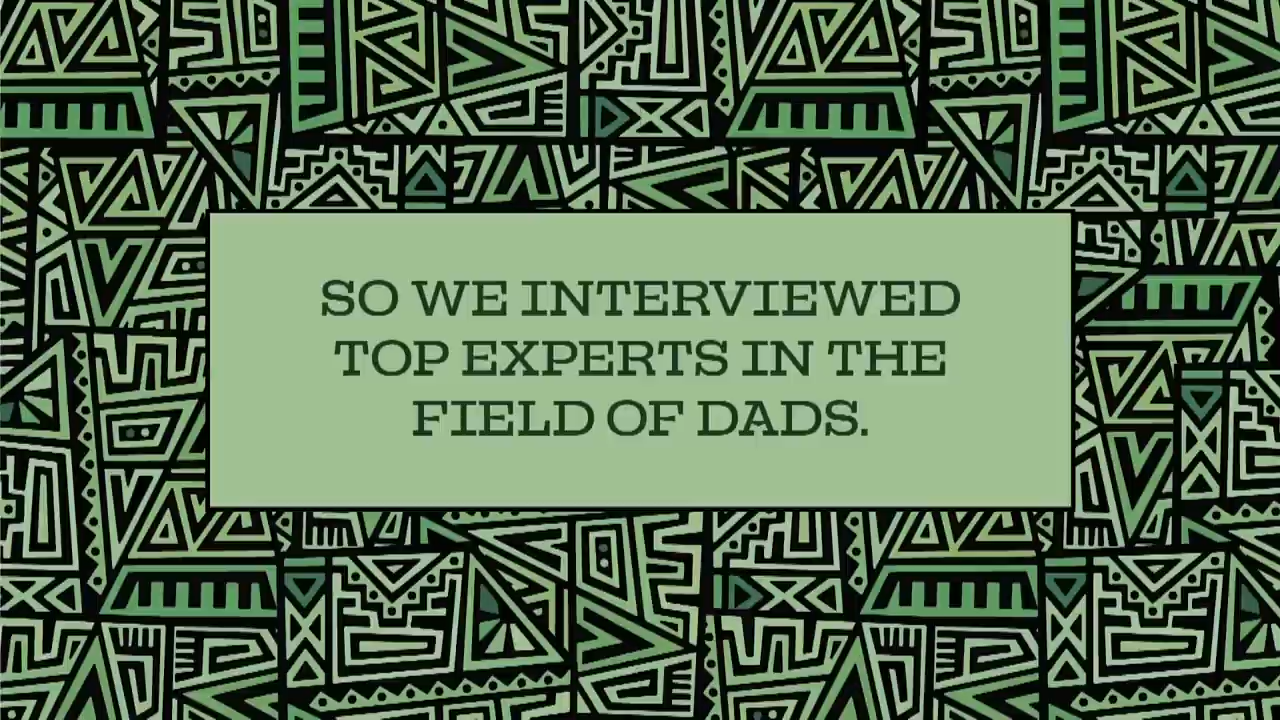 SO WE INTERVIEWED
TOP EXPERTS IN THE
FIELD OF DADS.